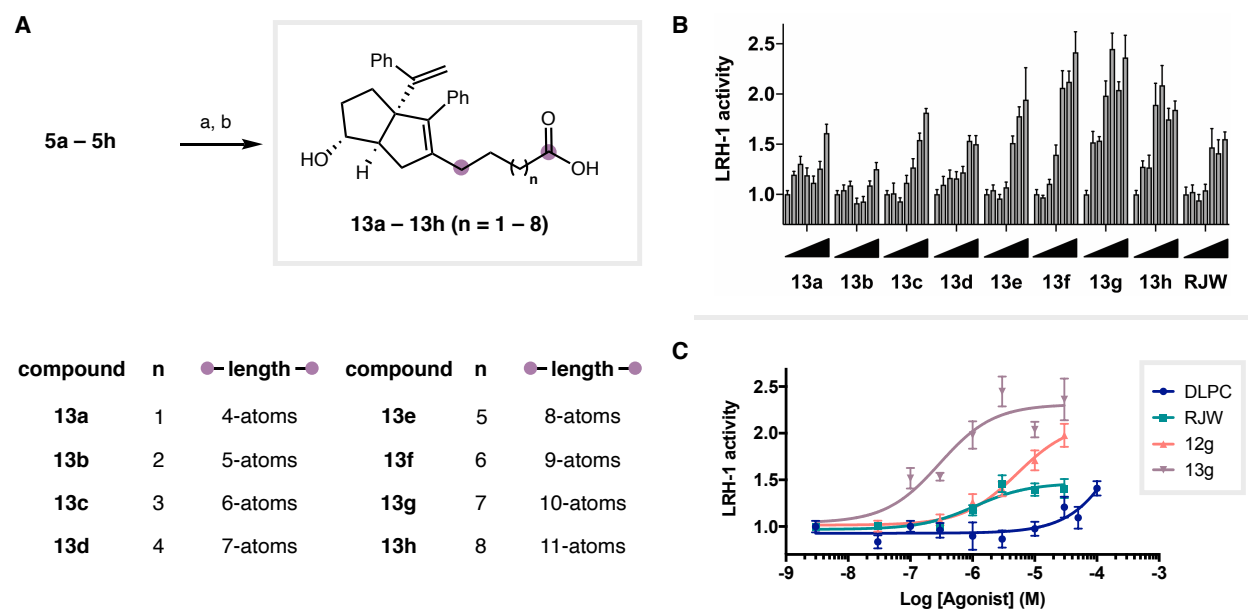 A
5a – 5h
a, b
Ph
Ph
HO
H
O
OH
n
13a – 13h (n = 1 – 8)
compound n length compound n length
13a 1 4-atoms 13e 5 8-atoms
13b 2 5-atoms 13f 6 9-atoms
13c 3 6-atoms 13g 7 10-atoms
13d 4 7-atoms 13h 8 11-atoms
B
LRH-1 activity
2.5
2.0
1.5
1.0
13a 13b 13c 13d 13e 13f 13g 13h RJW
C
LRH-1 activity
2.5
2.0
1.5
1.0
-9 -8 -7 -6 -5 -4 -3
Log [Agonist] (M)
DLPC
RJW
12g
13g